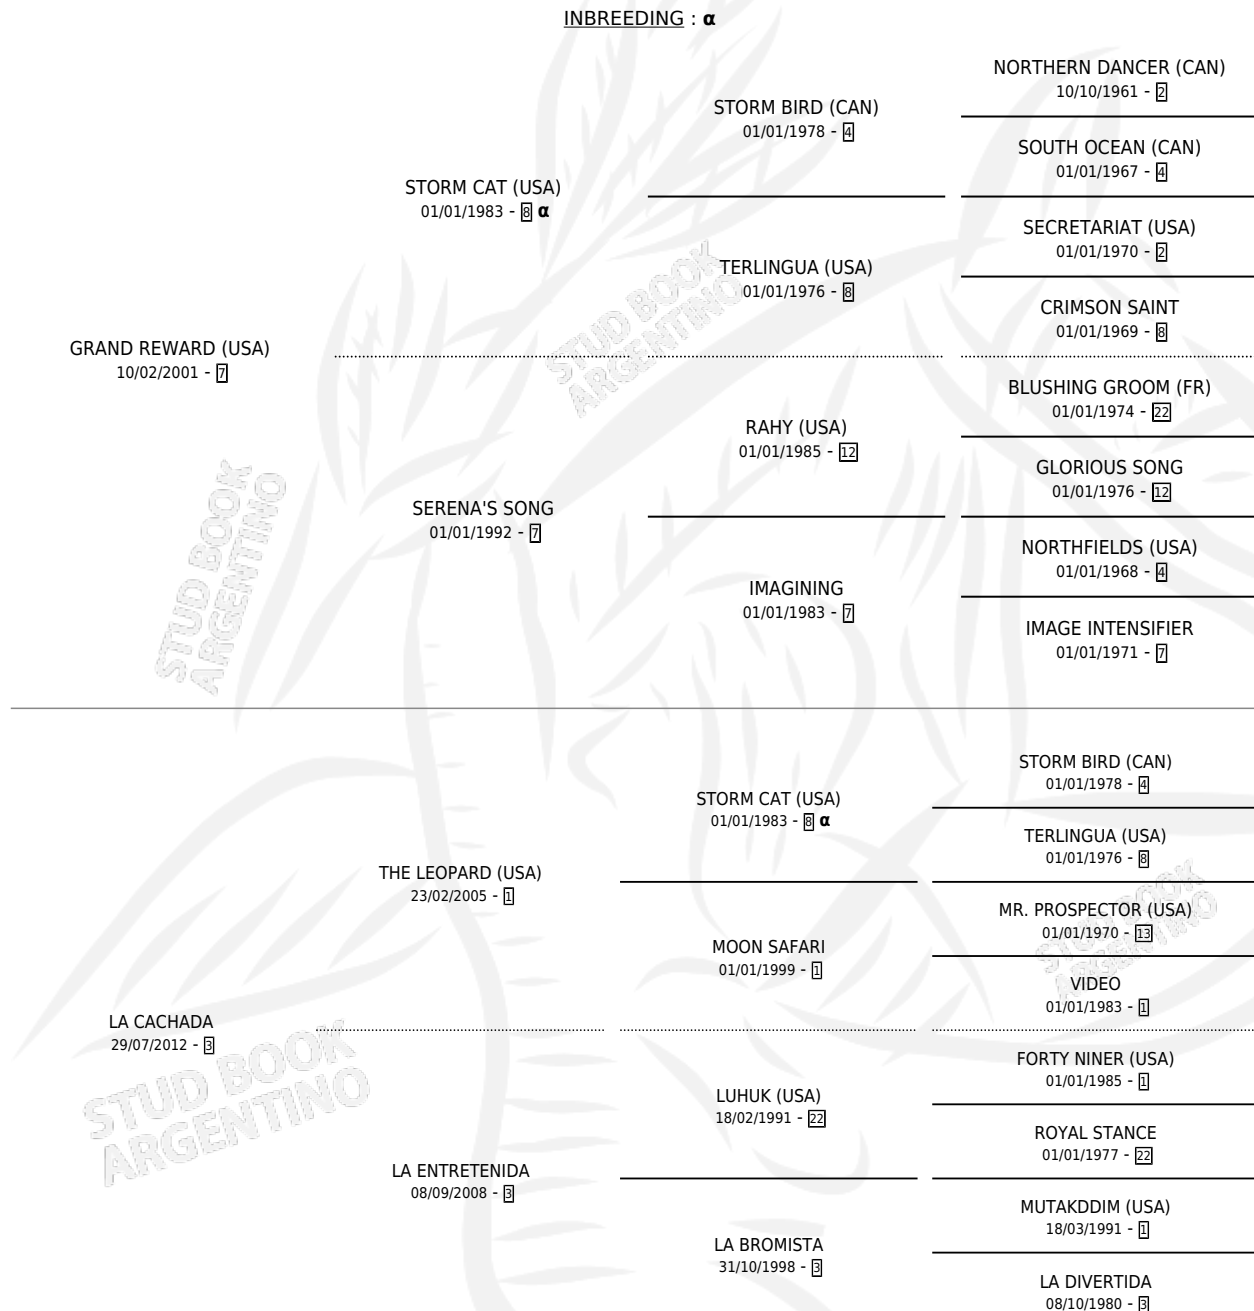 INBREEDING : α
NORTHERN DANCER (CAN)
10/10/1961 - 2
STORM BIRD (CAN)
01/01/1978 - 4
SOUTH OCEAN (CAN)
01/01/1967 - 4
STORM CAT (USA)
01/01/1983 - 8 α
SECRETARIAT (USA)
01/01/1970 - 2
TERLINGUA (USA)
01/01/1976 - 8
CRIMSON SAINT
01/01/1969 - 8
GRAND REWARD (USA)
10/02/2001 - 7
BLUSHING GROOM (FR)
01/01/1974 - 22
RAHY (USA)
01/01/1985 - 12
GLORIOUS SONG
01/01/1976 - 12
SERENA'S SONG
01/01/1992 - 7
NORTHFIELDS (USA)
01/01/1968 - 4
IMAGINING
01/01/1983 - 7
IMAGE INTENSIFIER
01/01/1971 - 7
STORM BIRD (CAN)
01/01/1978 - 4
STORM CAT (USA)
01/01/1983 - 8 α
TERLINGUA (USA)
01/01/1976 - 8
THE LEOPARD (USA)
23/02/2005 - 1
MR. PROSPECTOR (USA)
01/01/1970 - 13
MOON SAFARI
01/01/1999 - 1
VIDEO
01/01/1983 - 1
LA CACHADA
29/07/2012 - 3
FORTY NINER (USA)
01/01/1985 - 1
LUHUK (USA)
18/02/1991 - 22
ROYAL STANCE
01/01/1977 - 22
LA ENTRETENIDA
08/09/2008 - 3
MUTAKDDIM (USA)
18/03/1991 - 1
LA BROMISTA
31/10/1998 - 3
LA DIVERTIDA
08/10/1980 - 3
STUD BOOK
ARGENTINO
STUD BOOK
ARGENTINO
STUD BOOK
ARGENTINO
STUD BOOK
ARGENTINO